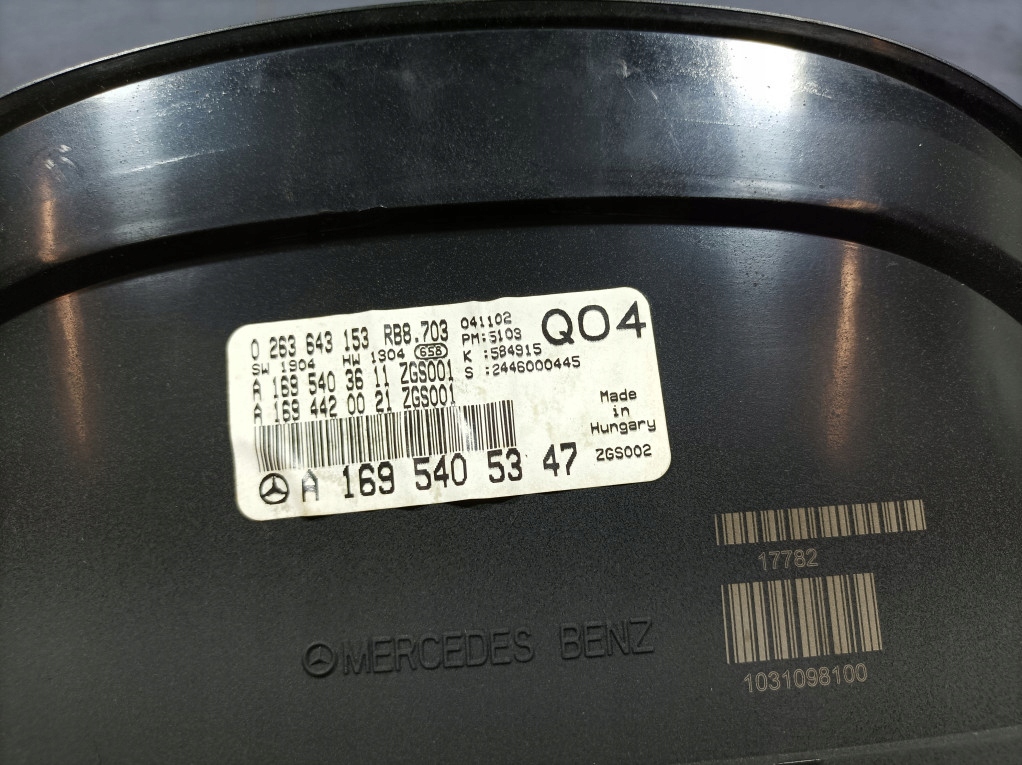 0 263 643 153 RB8.703
SW 1904 HW 1904 658
A 169 540 36 11 ZGS001
A 169 442 00 21 ZGS001
A 169 540 53 47
041102
PM:5103
K :584915
S :2446000445
Q04
Made
in
Hungary
ZGS002
17782
1031098100
MERCEDES BENZ